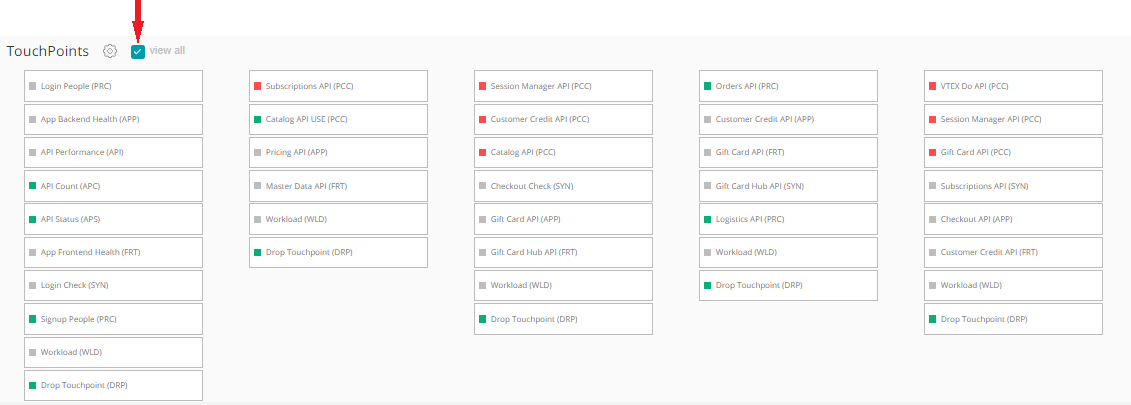 TouchPoints view all
Login People (PRC)
App Backend Health (APP)
API Performance (API)
API Count (APC)
API Status (APS)
App Frontend Health (FRT)
Login Check (SYN)
Signup People (PRC)
Workload (WLD)
Drop Touchpoint (DRP)
Subscriptions API (PCC)
Catalog API USE (PCC)
Pricing API (APP)
Master Data API (FRT)
Workload (WLD)
Drop Touchpoint (DRP)
Session Manager API (PCC)
Customer Credit API (PCC)
Catalog API (PCC)
Checkout Check (SYN)
Gift Card API (APP)
Gift Card Hub API (FRT)
Workload (WLD)
Drop Touchpoint (DRP)
Orders API (PRC)
Customer Credit API (APP)
Gift Card API (FRT)
Gift Card Hub API (SYN)
Logistics API (PRC)
Workload (WLD)
Drop Touchpoint (DRP)
VTEX Do API (PCC)
Session Manager API (PCC)
Gift Card API (PCC)
Subscriptions API (SYN)
Checkout API (APP)
Customer Credit API (FRT)
Workload (WLD)
Drop Touchpoint (DRP)